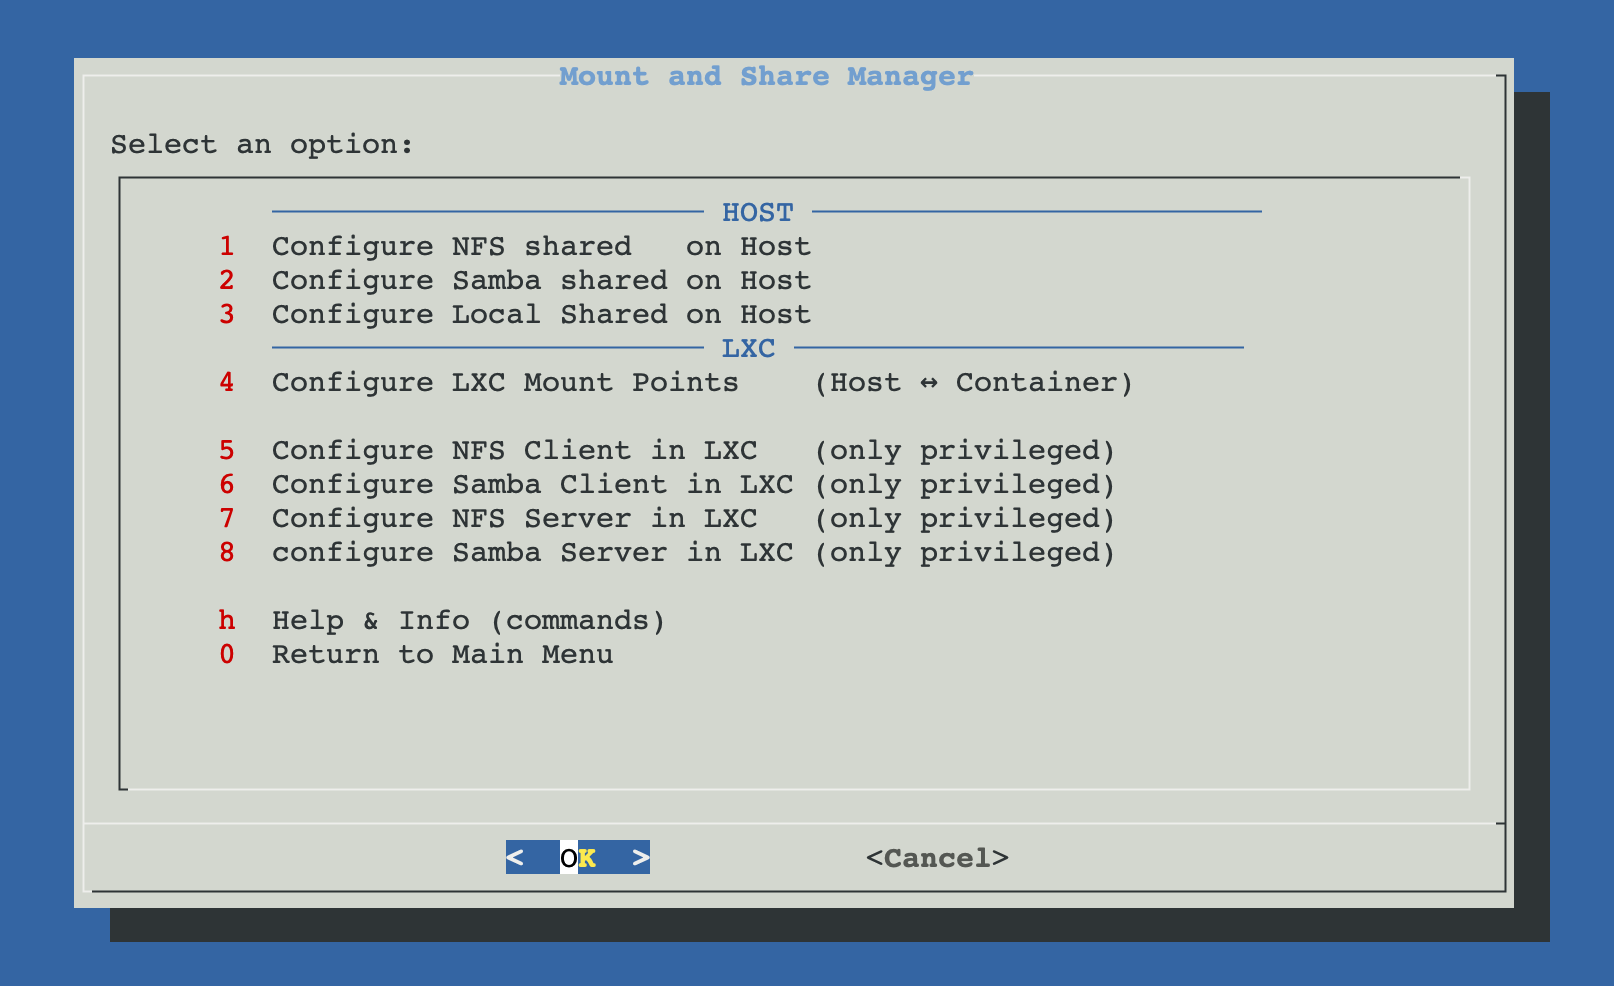 Mount and Share Manager
Select an option:
HOST
1 Configure NFS shared   on Host
2 Configure Samba shared on Host
3 Configure Local Shared on Host
LXC
4 Configure LXC Mount Points    (Host ↔ Container)
5 Configure NFS Client in LXC   (only privileged)
6 Configure Samba Client in LXC (only privileged)
7 Configure NFS Server in LXC   (only privileged)
8 configure Samba Server in LXC (only privileged)
h Help & Info (commands)
0 Return to Main Menu
<  OK  > <Cancel>